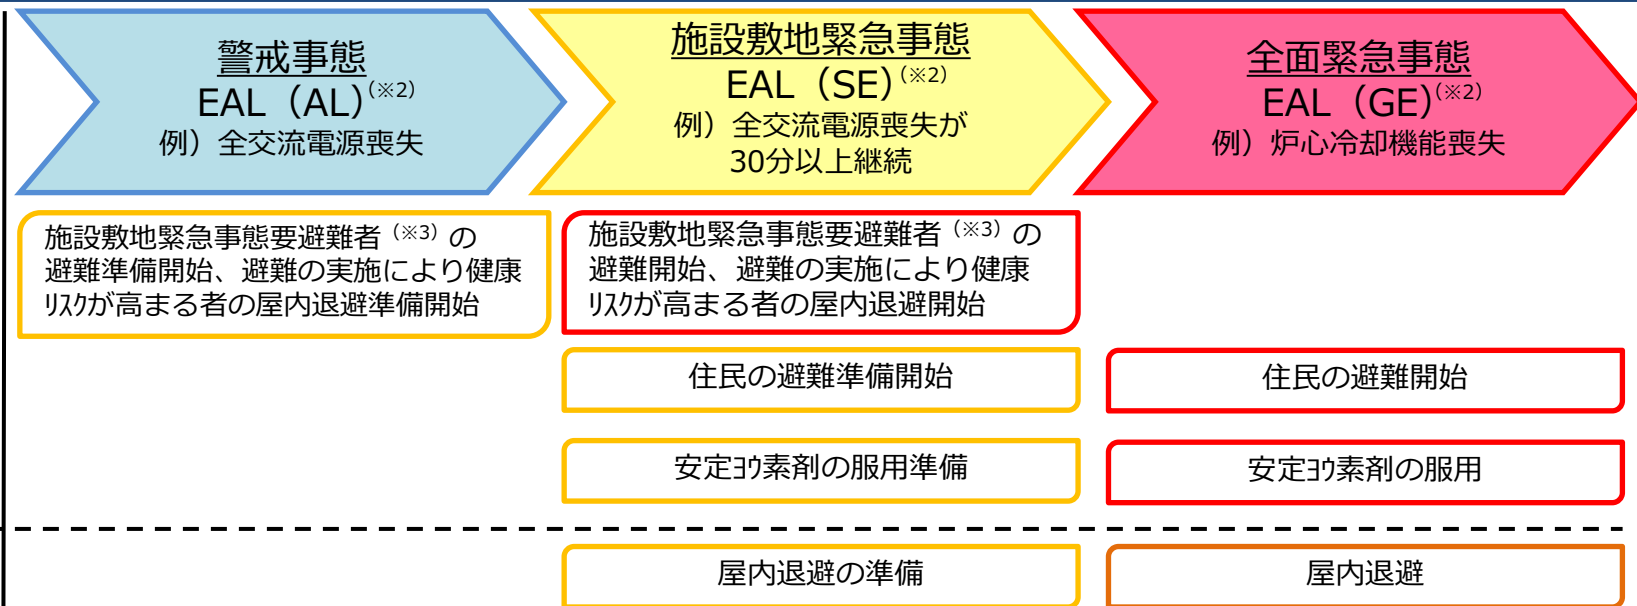 警戒事態
EAL（AL）(※2)
例）全交流電源喪失
施設敷地緊急事態
EAL（SE）(※2)
例）全交流電源喪失が
30分以上継続
全面緊急事態
EAL（GE）(※2)
例）炉心冷却機能喪失
施設敷地緊急事態要避難者（※3）の
避難準備開始、避難の実施により健康
ﾘｽｸが高まる者の屋内退避準備開始
施設敷地緊急事態要避難者（※3）の
避難開始、避難の実施により健康
ﾘｽｸが高まる者の屋内退避開始
住民の避難準備開始
住民の避難開始
安定ﾖｳ素剤の服用準備
安定ﾖｳ素剤の服用
屋内退避の準備
屋内退避